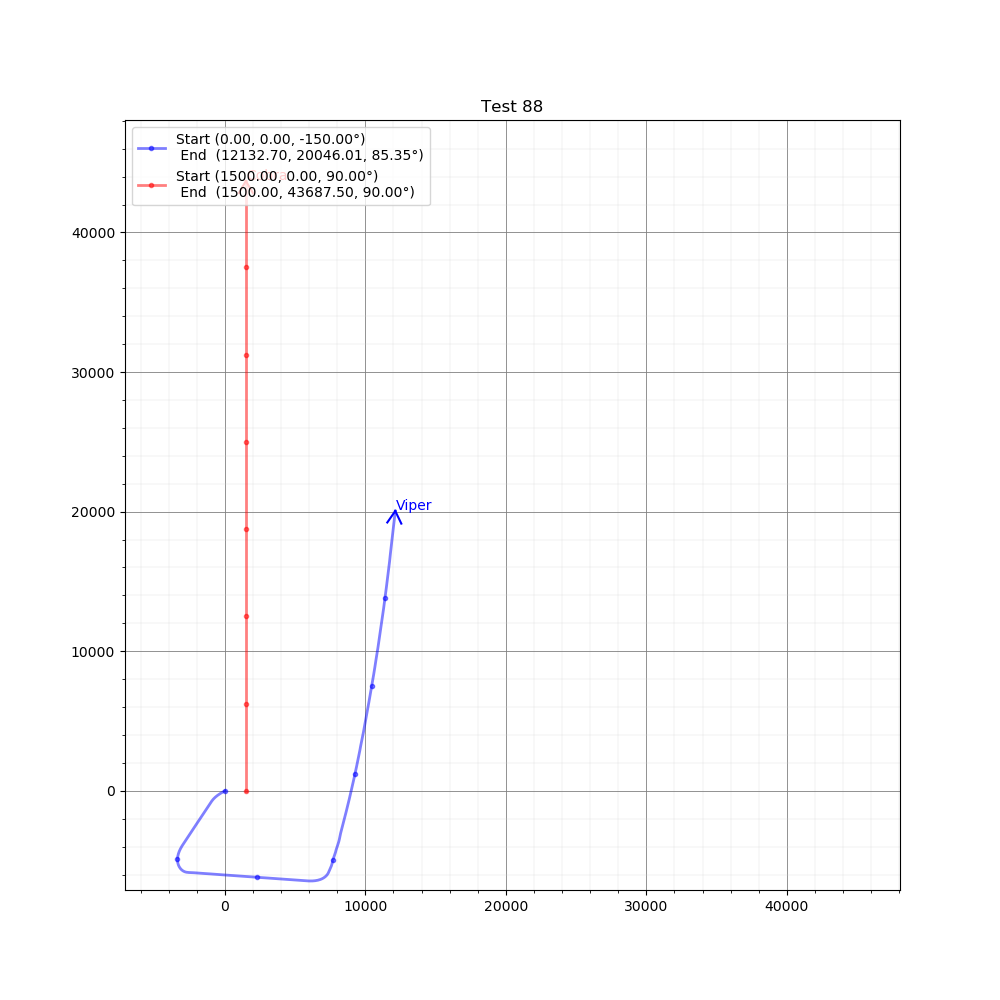 Test 88
Start (0.00, 0.00, -150.00°)
End (12132.70, 20046.01, 85.35°)
Start (1500.00, 0.00, 90.00°)
End (1500.00, 43687.50, 90.00°)
40000
30000
20000
Viper
10000
0
0 10000 20000 30000 40000